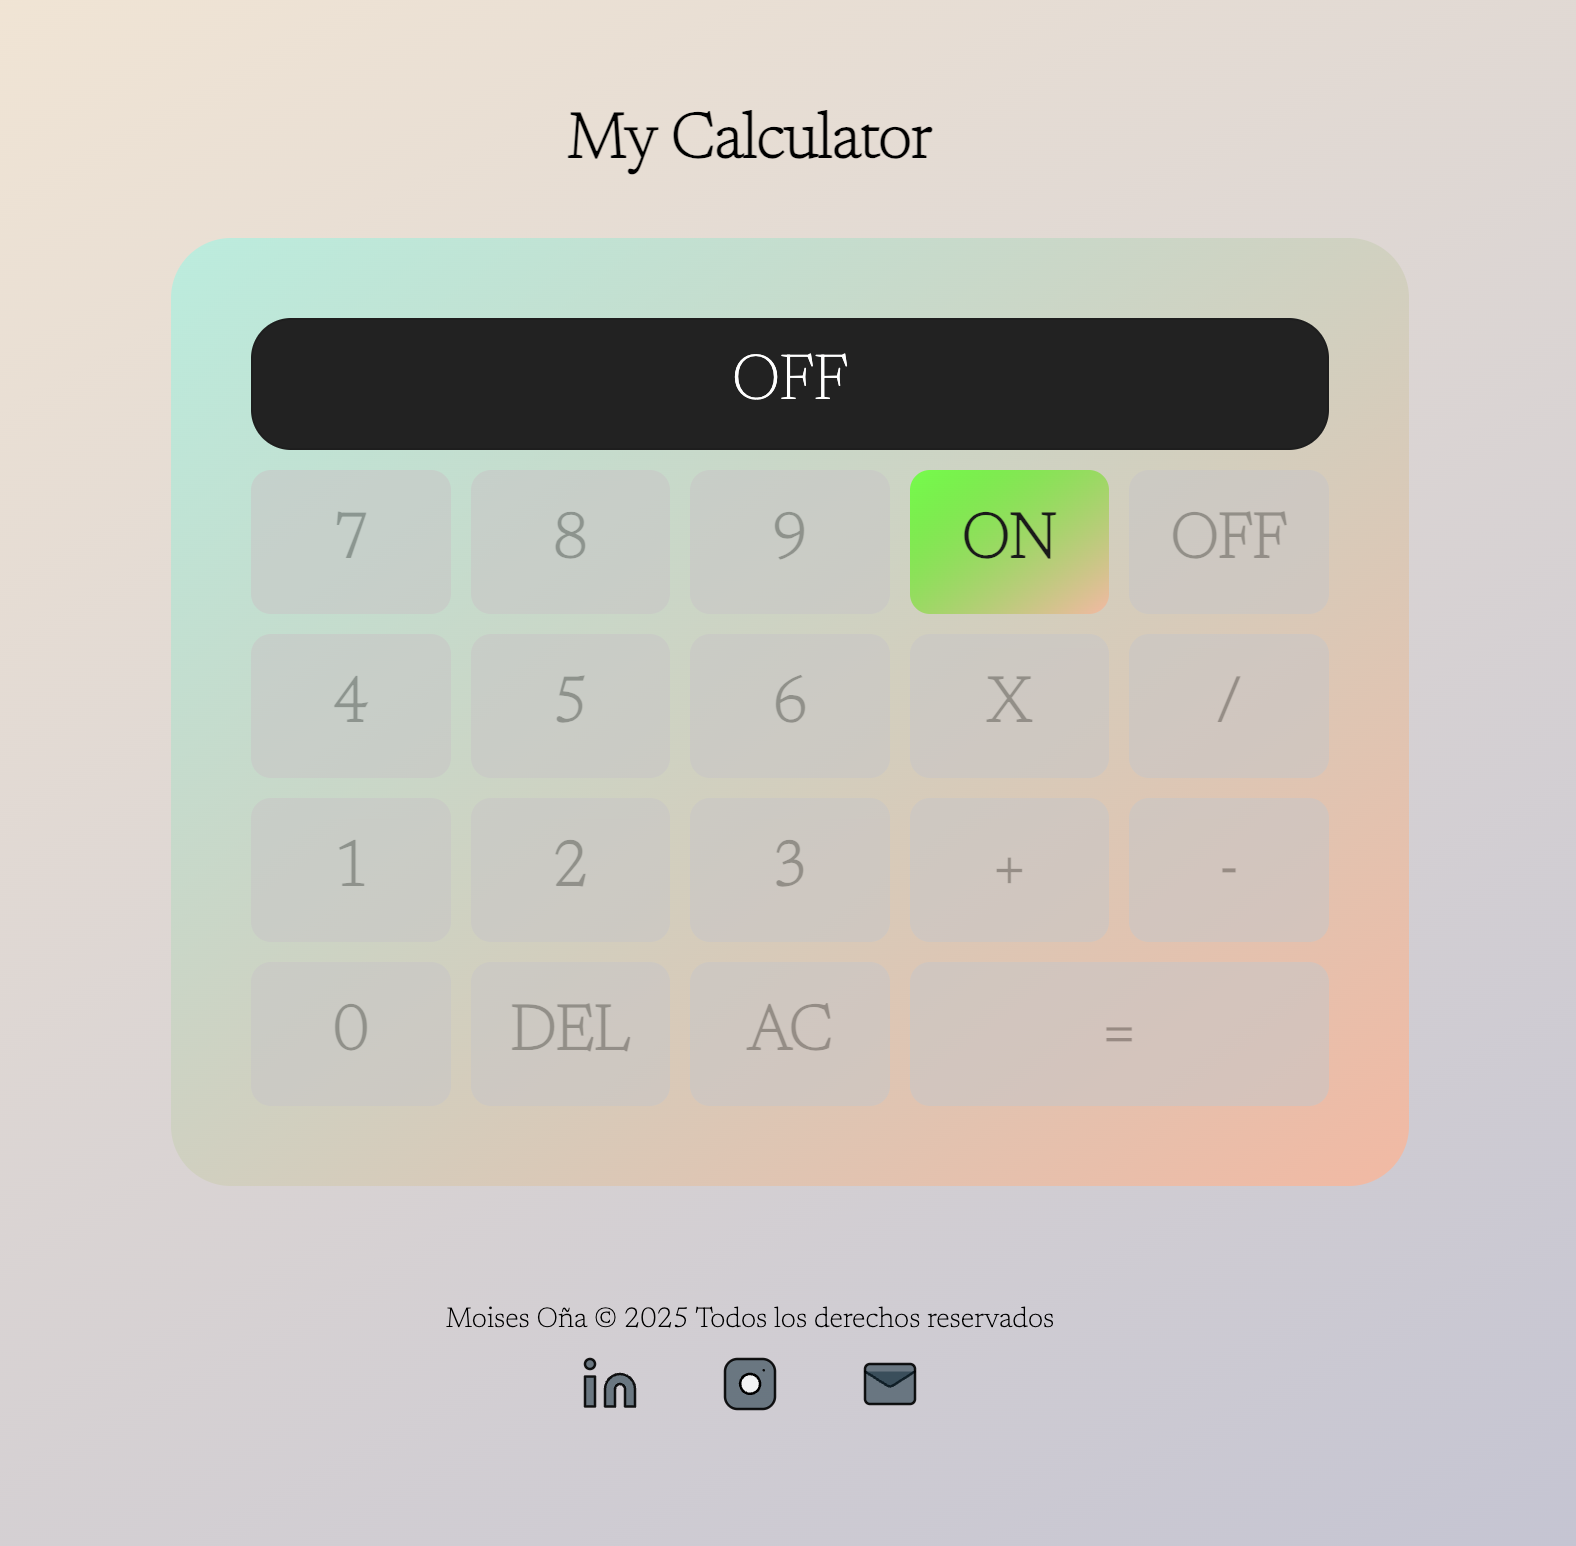 My Calculator
OFF
7 8 9 ON OFF
4 5 6 X /
1 2 3 + -
0 DEL AC =
Moises Oña © 2025 Todos los derechos reservados
in